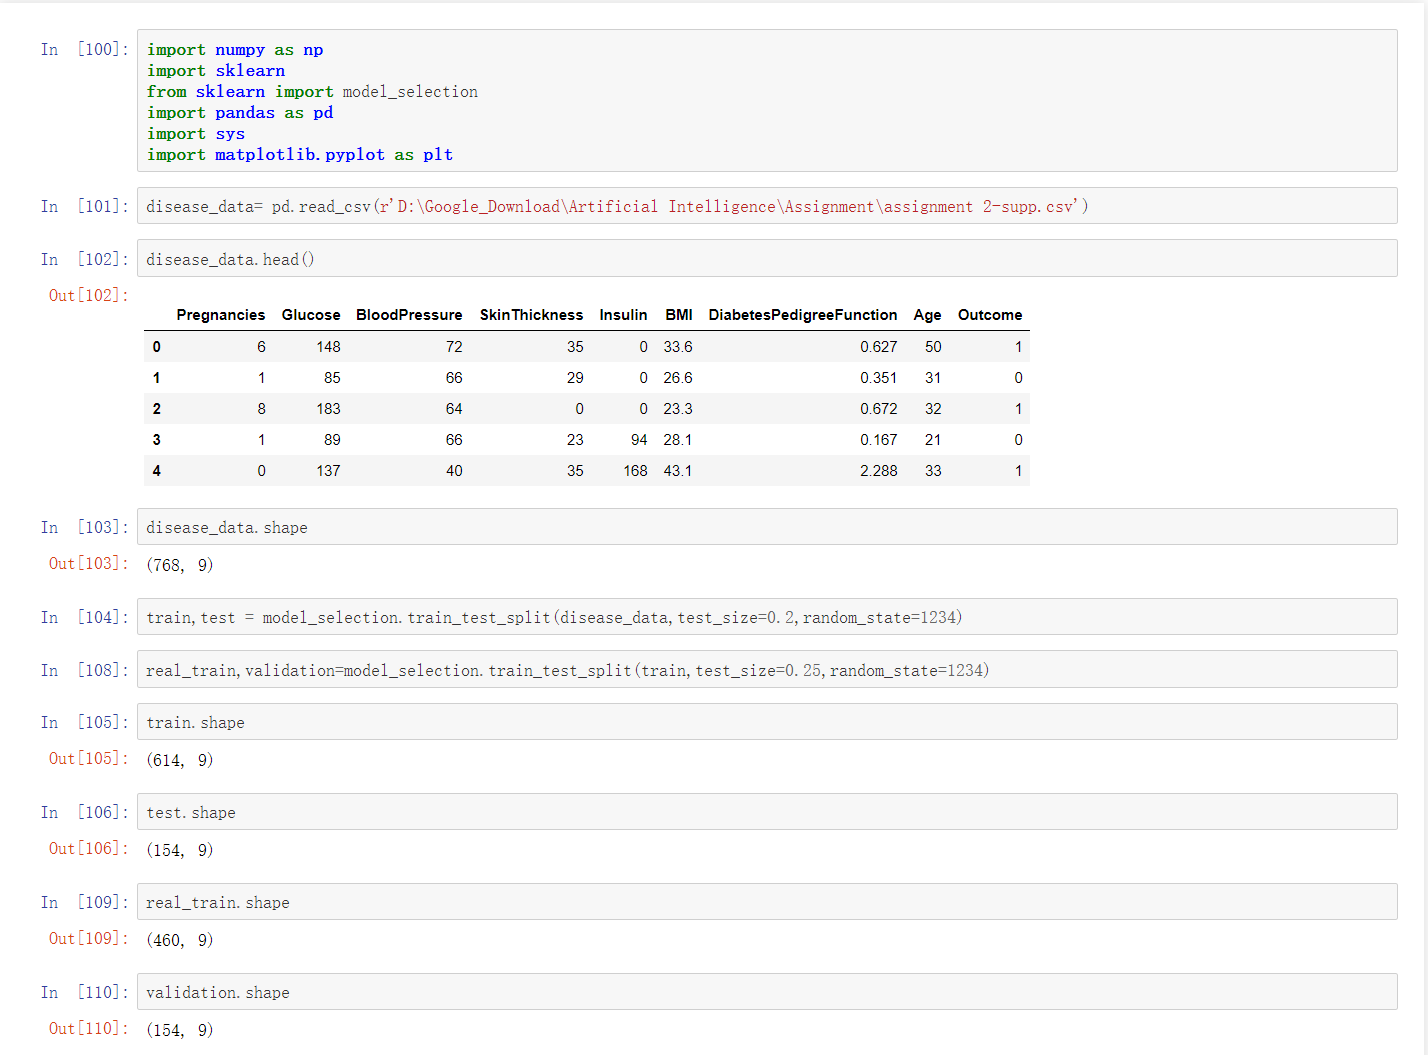 In [100]: import numpy as np
import sklearn
from sklearn import model_selection
import pandas as pd
import sys
import matplotlib.pyplot as plt
In [101]: disease_data= pd.read_csv(r'D:\Google_Download\Artificial Intelligence\Assignment\assignment 2-supp.csv')
In [102]: disease_data.head()
Out[102]:
Pregnancies Glucose BloodPressure SkinThickness Insulin BMI DiabetesPedigreeFunction Age Outcome
0 6 148 72 35 0 33.6 0.627 50 1
1 1 85 66 29 0 26.6 0.351 31 0
2 8 183 64 0 0 23.3 0.672 32 1
3 1 89 66 23 94 28.1 0.167 21 0
4 0 137 40 35 168 43.1 2.288 33 1
In [103]: disease_data.shape
Out[103]: (768, 9)
In [104]: train,test = model_selection.train_test_split(disease_data,test_size=0.2,random_state=1234)
In [108]: real_train,validation=model_selection.train_test_split(train,test_size=0.25,random_state=1234)
In [105]: train.shape
Out[105]: (614, 9)
In [106]: test.shape
Out[106]: (154, 9)
In [109]: real_train.shape
Out[109]: (460, 9)
In [110]: validation.shape
Out[110]: (154, 9)